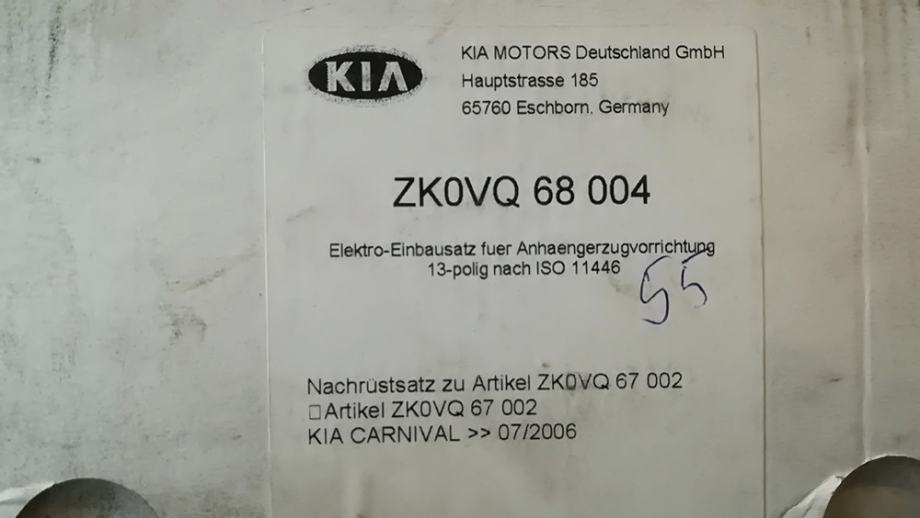 KIA
KIA MOTORS Deutschland GmbH
Hauptstrasse 185
65760 Eschborn, Germany
ZK0VQ 68 004
Elektro-Einbausatz fuer Anhaengerzugvorrichtung
13-polig nach ISO 11446
55
Nachrüstsatz zu Artikel ZK0VQ 67 002
□Artikel ZK0VQ 67 002
KIA CARNIVAL >> 07/2006